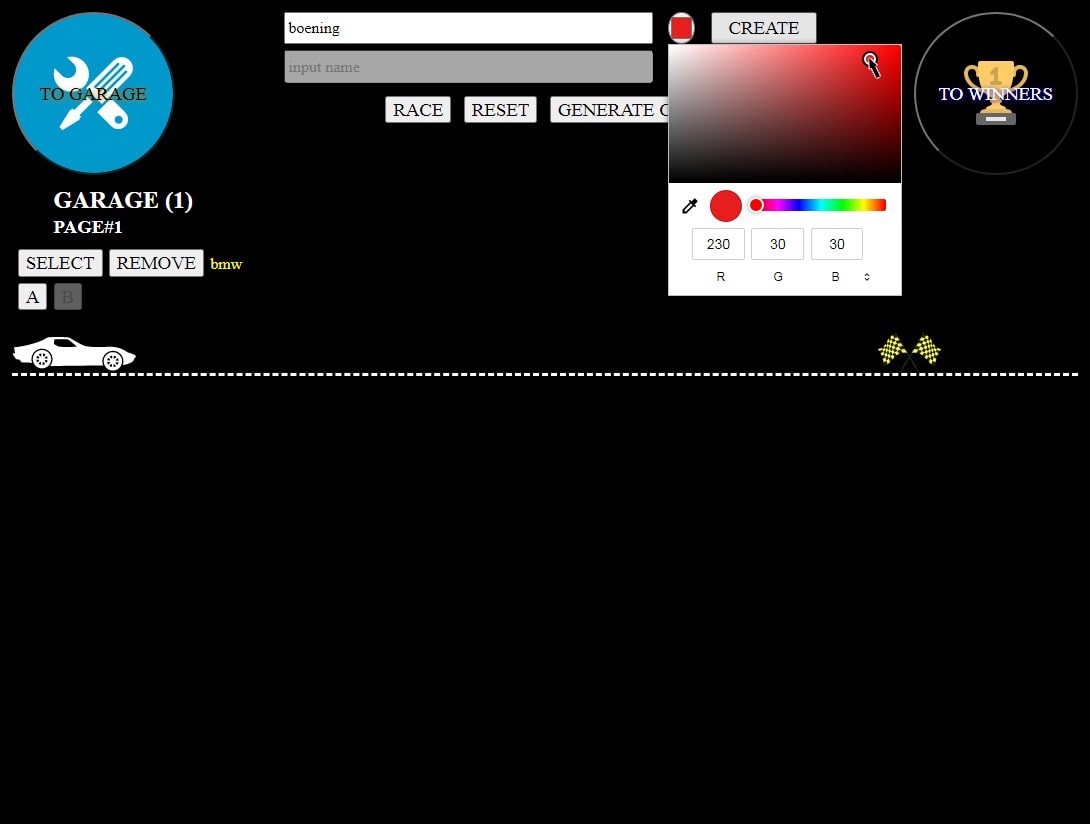 boening
CREATE
input name
TO GARAGE
1
TO WINNERS
RACE
RESET
GENERATE C
GARAGE (1)
PAGE#1
230
30
30
R
G
B
SELECT
REMOVE
bmw
A
B